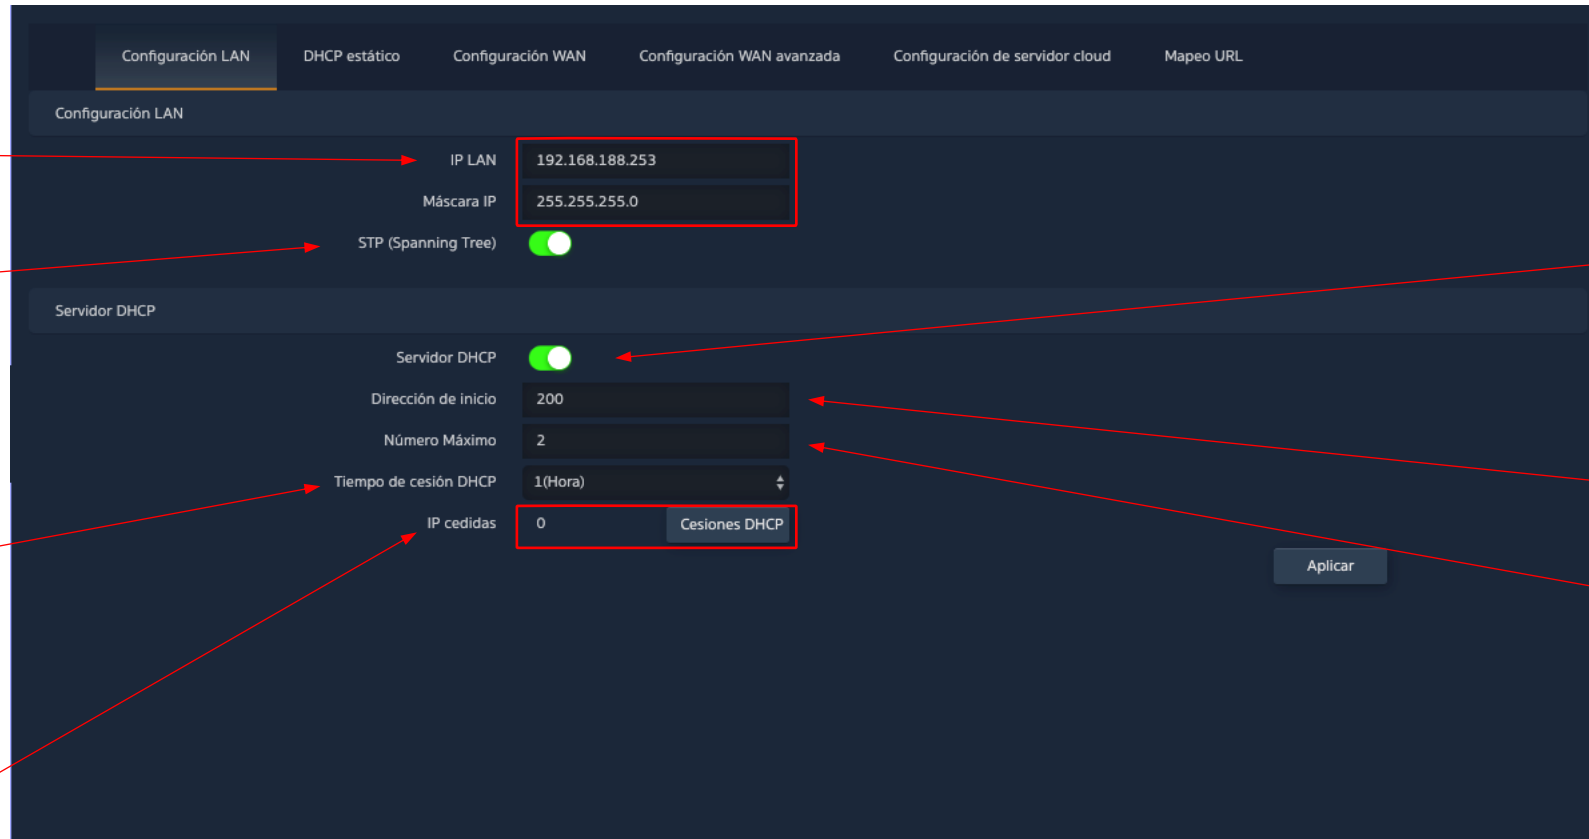 Configuración LAN DHCP estático Configuración WAN Configuración WAN avanzada Configuración de servidor cloud Mapeo URL
Configuración LAN
IP LAN 192.168.188.253
Máscara IP 255.255.255.0
STP (Spanning Tree)
Servidor DHCP
Servidor DHCP
Dirección de inicio 200
Número Máximo 2
Tiempo de cesión DHCP 1(Hora)
IP cedidas 0 Cesiones DHCP
Aplicar